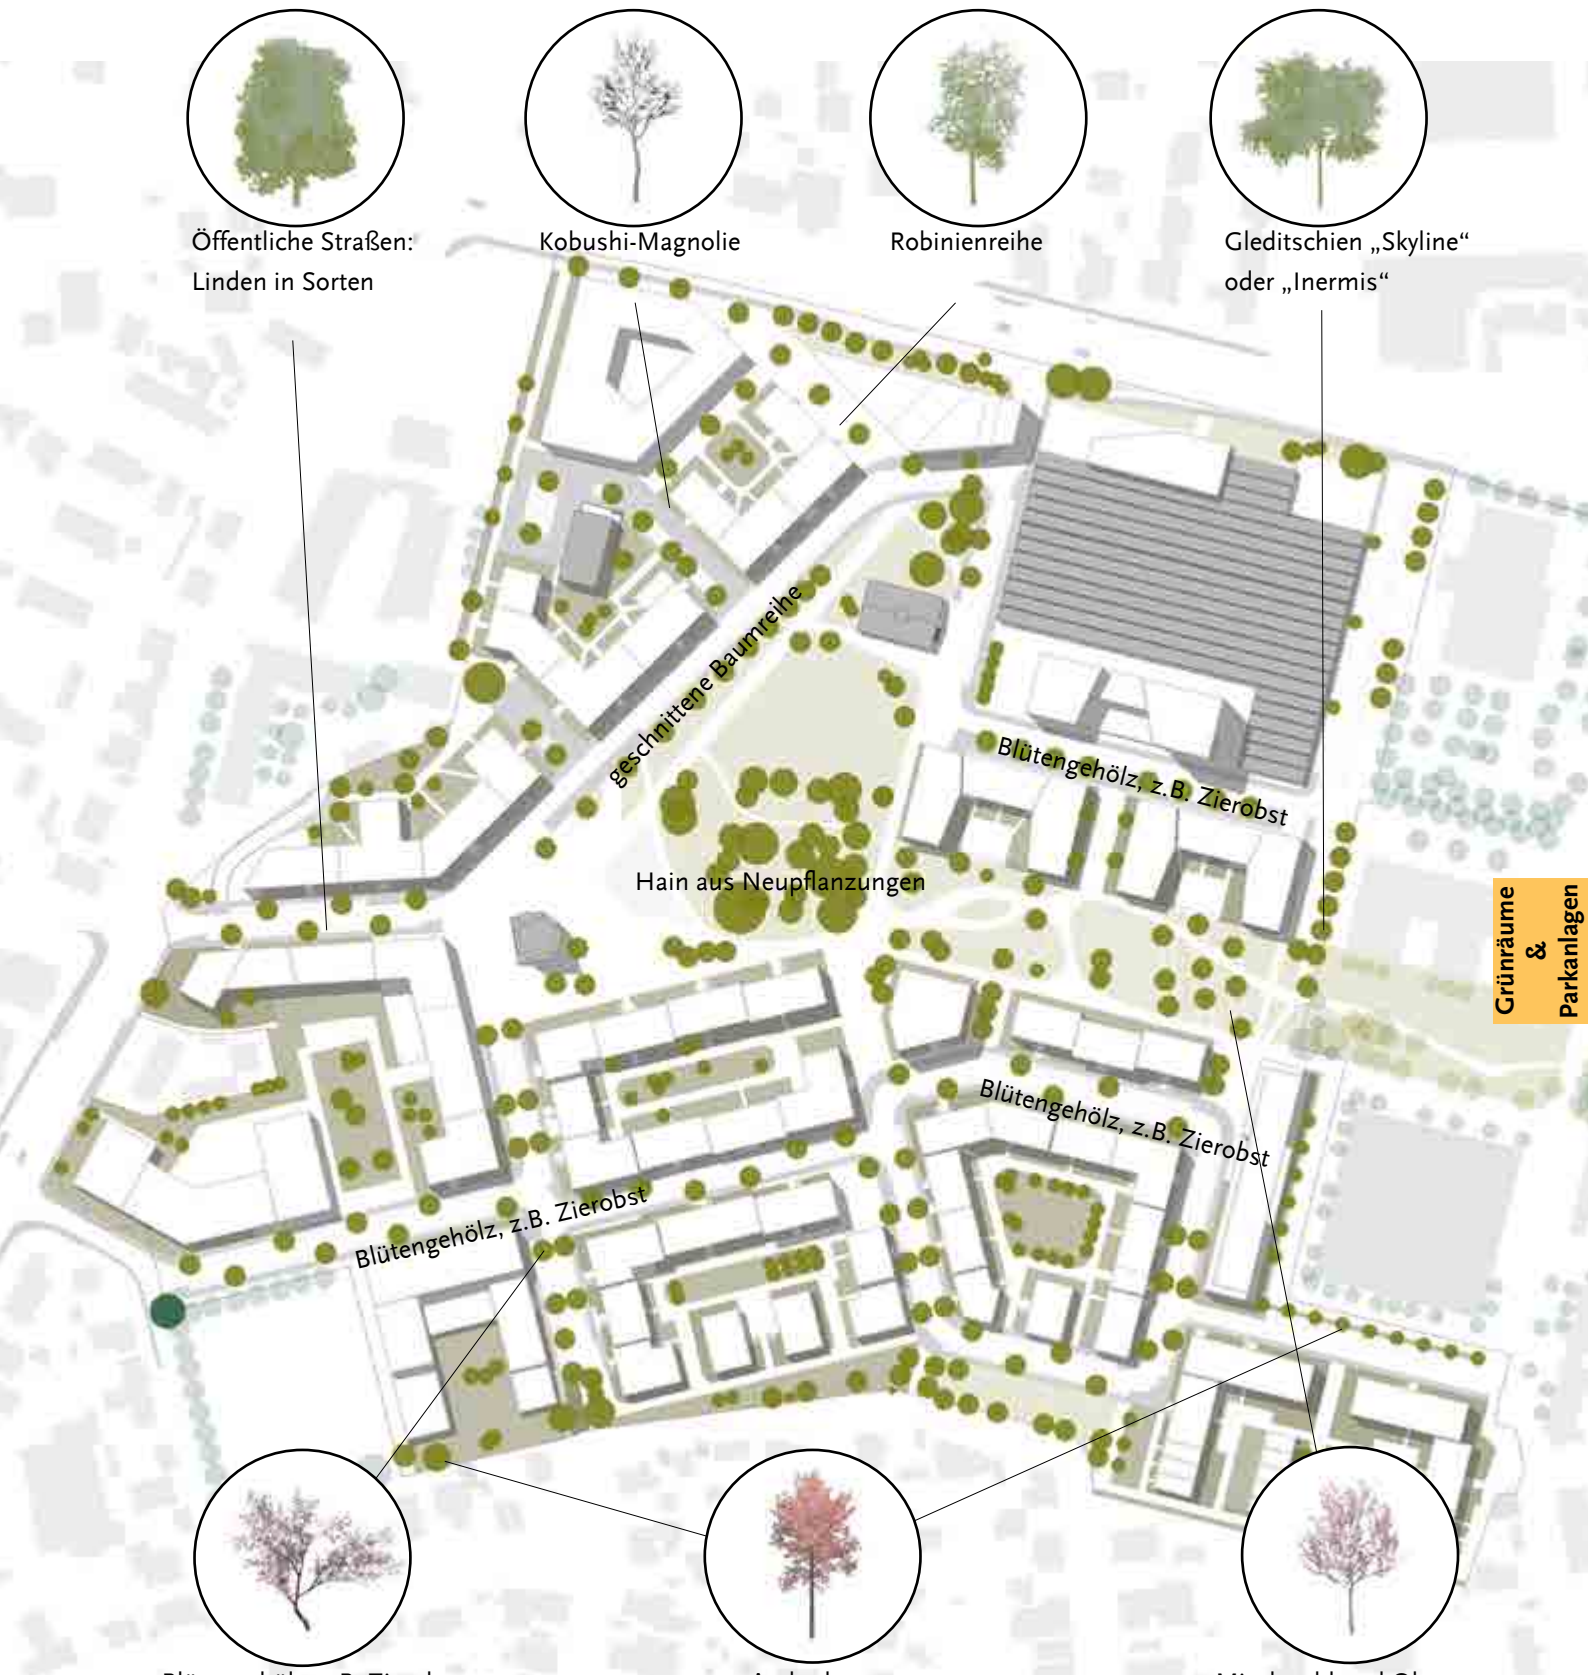 Öffentliche Straßen:
Linden in Sorten
Kobushi-Magnolie
Robinienreihe
Gleditschien „Skyline“
oder „Inermis“
geschnittene Baumreihe
Blütengehölz, z.B. Zierobst
Hain aus Neupflanzungen
Grünräume
&
Parkanlagen
Blütengehölz, z.B. Zierobst
Blütengehölz, z.B. Zierobst